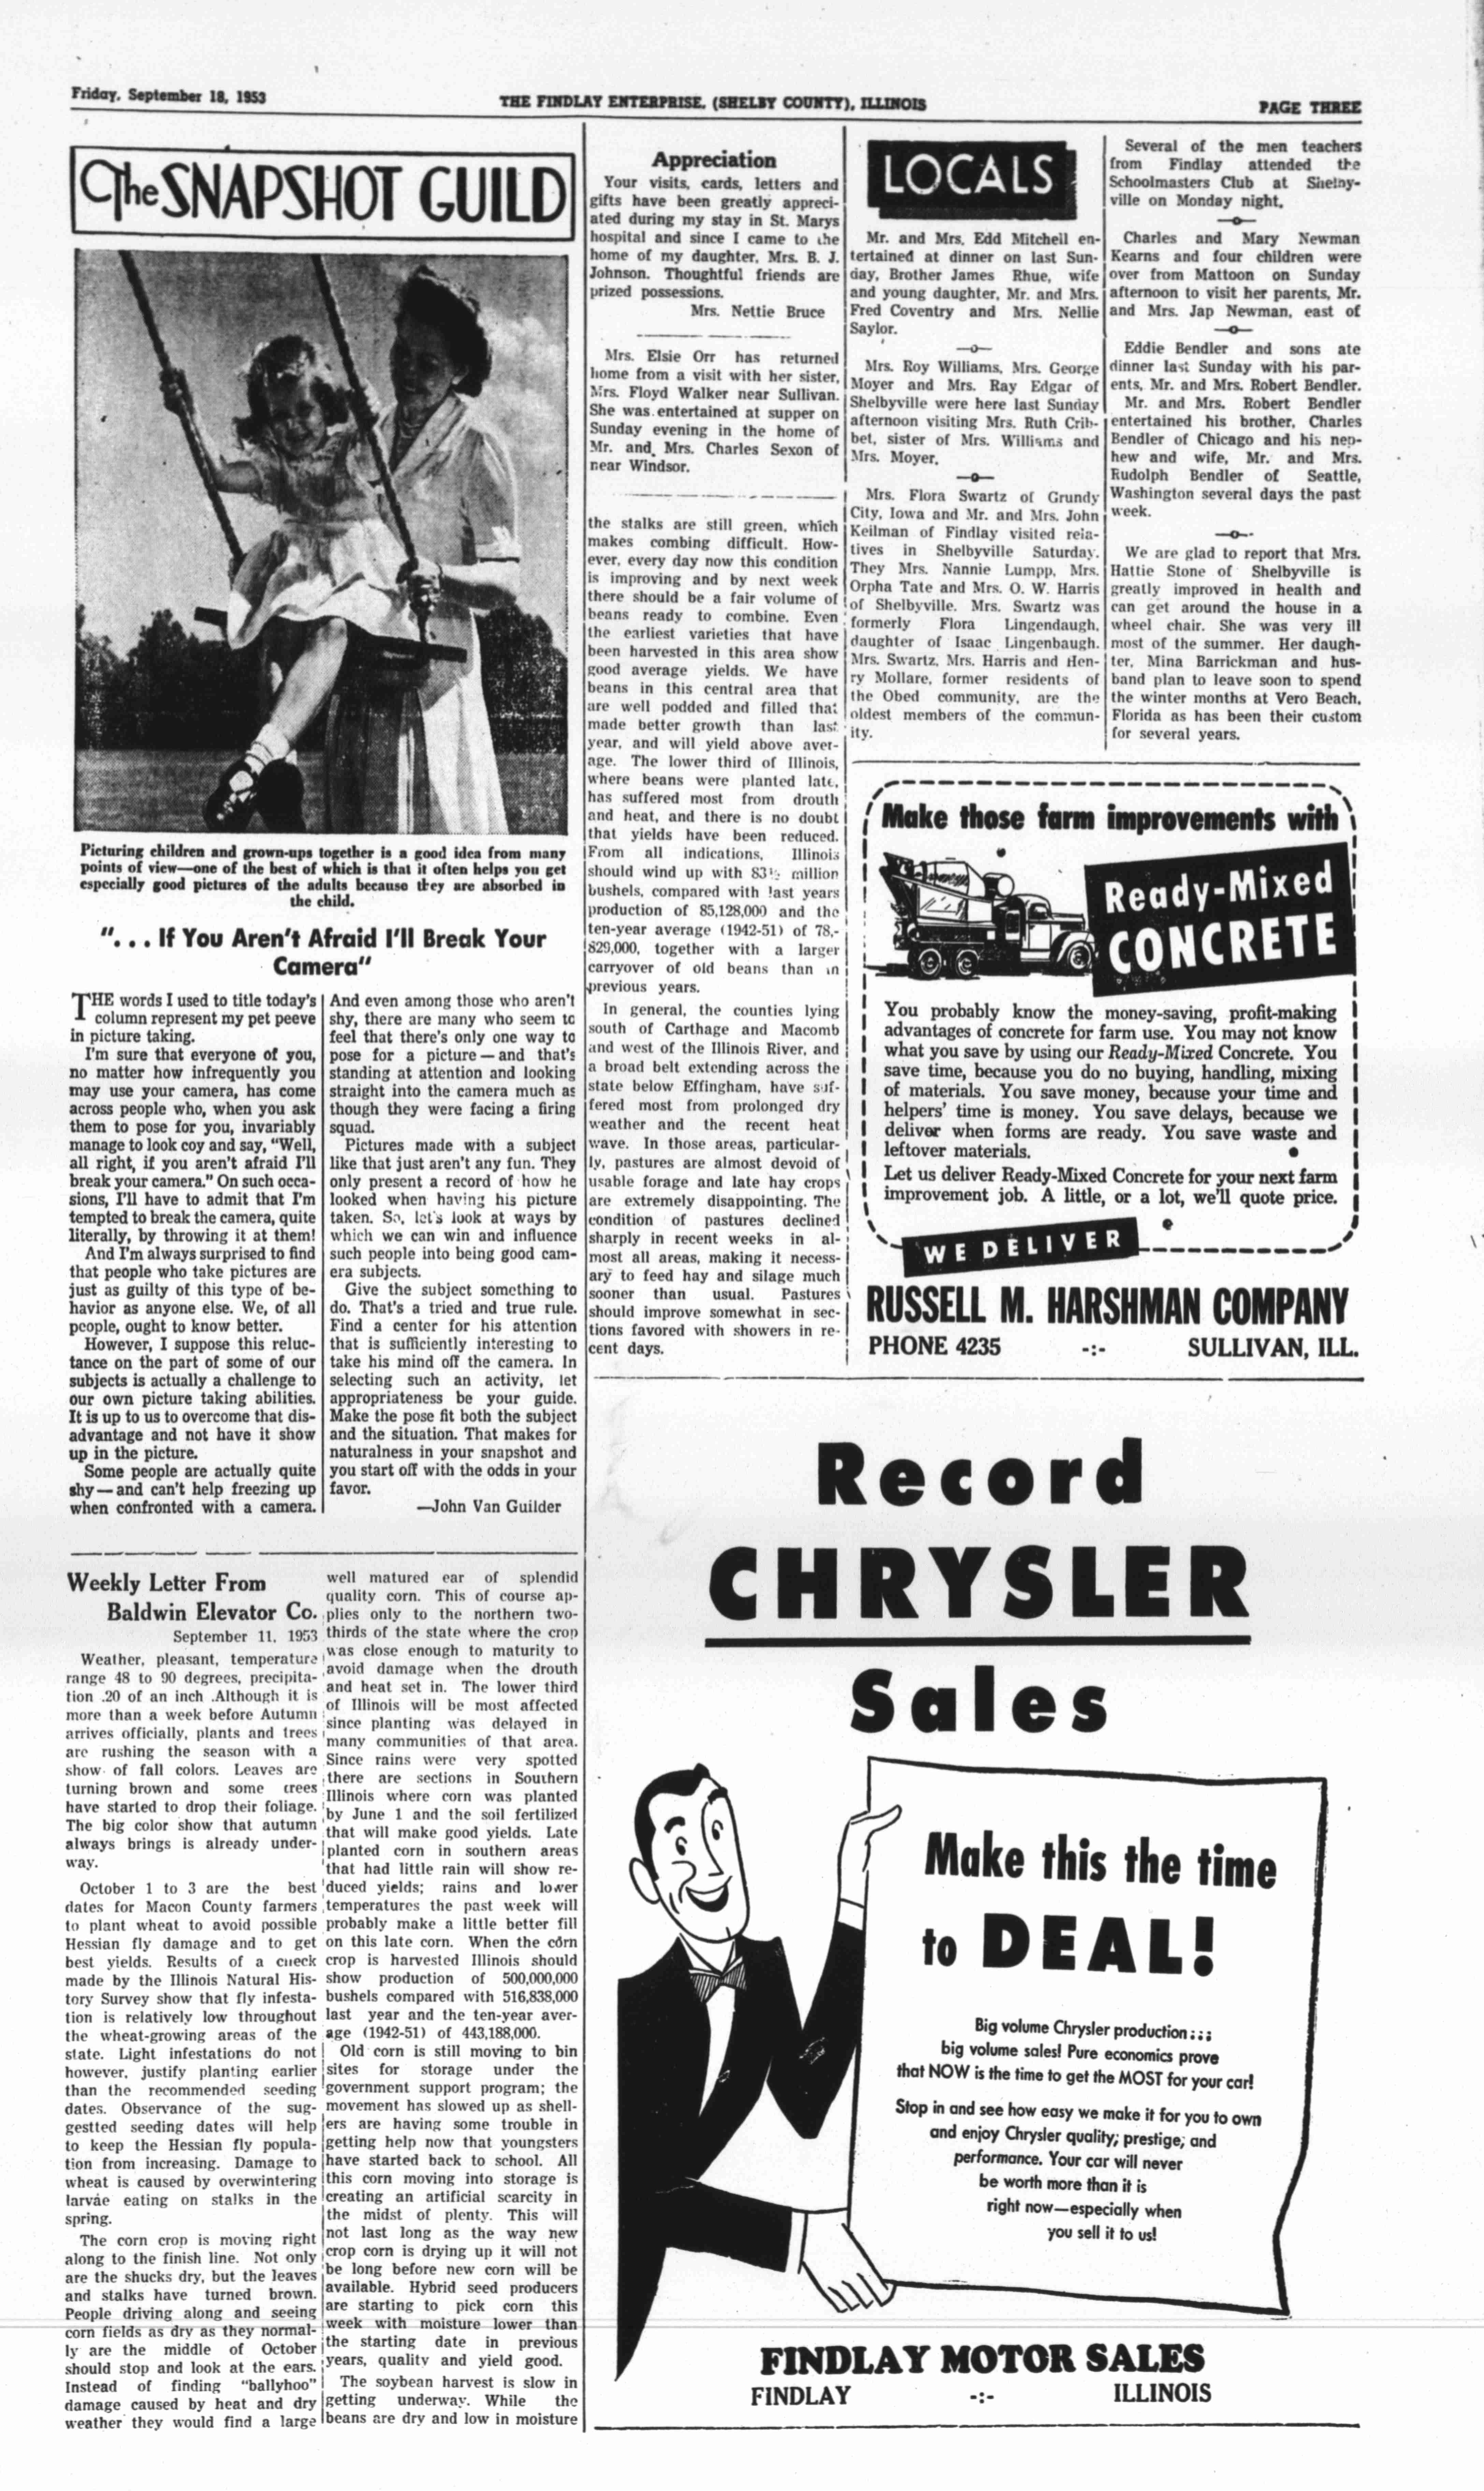 Friday, September 18, 1953
THE FINDLAY ENTERPRISE, (SHELBY COUNTY), ILLINOIS
PAGE THREE
The SNAPSHOT GUILD
Picturing children and grown-ups together is a good idea from many
points of view—one of the best of which is that it often helps you get
especially good pictures of the adults because they are absorbed in
the child.
"... If You Aren't Afraid I'll Break Your
Camera"
THE words I used to title today's
column represent my pet peeve
in picture taking.
I'm sure that everyone of you,
no matter how infrequently you
may use your camera, has come
across people who, when you ask
them to pose for you, invariably
manage to look coy and say, "Well,
all right, if you aren't afraid I'll
break your camera." On such occa-
sions, I'll have to admit that I'm
tempted to break the camera, quite
literally, by throwing it at them!
And I'm always surprised to find
that people who take pictures are
just as guilty of this type of be-
havior as anyone else. We, of all
people, ought to know better.
However, I suppose this reluc-
tance on the part of some of our
subjects is actually a challenge to
our own picture taking abilities.
It is up to us to overcome that dis-
advantage and not have it show
up in the picture.
Some people are actually quite
shy—and can't help freezing up
when confronted with a camera.
And even among those who aren't
shy, there are many who seem to
feel that there's only one way to
pose for a picture — and that's
standing at attention and looking
straight into the camera much as
though they were facing a firing
squad.
Pictures made with a subject
like that just aren't any fun. They
only present a record of how he
looked when having his picture
taken. So, let's look at ways by
which we can win and influence
such people into being good cam-
era subjects.
Give the subject something to
do. That's a tried and true rule.
Find a center for his attention
that is sufficiently interesting to
take his mind off the camera. In
selecting such an activity, let
appropriateness be your guide.
Make the pose fit both the subject
and the situation. That makes for
naturalness in your snapshot and
you start off with the odds in your
favor.
—John Van Guilder
Weekly Letter From
Baldwin Elevator Co.
September 11, 1953
Weather, pleasant, temperature
range 48 to 90 degrees, precipita-
tion .20 of an inch .Although it is
more than a week before Autumn
arrives officially, plants and trees
are rushing the season with a
show of fall colors. Leaves are
turning brown and some trees
have started to drop their foliage.
The big color show that autumn
always brings is already under-
way.
October 1 to 3 are the best
dates for Macon County farmers
to plant wheat to avoid possible
Hessian fly damage and to get
best yields. Results of a check
made by the Illinois Natural His-
tory Survey show that fly infesta-
tion is relatively low throughout
the wheat-growing areas of the
state. Light infestations do not
however, justify planting earlier
than the recommended seeding
dates. Observance of the sug-
gestted seeding dates will help
to keep the Hessian fly popula-
tion from increasing. Damage to
wheat is caused by overwintering
larvae eating on stalks in the
spring.
The corn crop is moving right
along to the finish line. Not only
are the shucks dry, but the leaves
and stalks have turned brown.
People driving along and seeing
corn fields as dry as they normal-
ly are the middle of October
should stop and look at the ears.
Instead of finding "ballyhoo"
damage caused by heat and dry
weather they would find a large
well matured ear of splendid
quality corn. This of course ap-
plies only to the northern two-
thirds of the state where the crop
was close enough to maturity to
avoid damage when the drouth
and heat set in. The lower third
of Illinois will be most affected
since planting was delayed in
many communities of that area.
Since rains were very spotted
there are sections in Southern
Illinois where corn was planted
by June 1 and the soil fertilized
that will make good yields. Late
planted corn in southern areas
that had little rain will show re-
duced yields; rains and lower
temperatures the past week will
probably make a little better fill
on this late corn. When the corn
crop is harvested Illinois should
show production of 500,000,000
bushels compared with 516,838,000
last year and the ten-year aver-
age (1942-51) of 443,188,000.
Old corn is still moving to bin
sites for storage under the
government support program; the
movement has slowed up as shell-
ers are having some trouble in
getting help now that youngsters
have started back to school. All
this corn moving into storage is
creating an artificial scarcity in
the midst of plenty. This will
not last long as the way new
crop corn is drying up it will not
be long before new corn will be
available. Hybrid seed producers
are starting to pick corn this
week with moisture lower than
the starting date in previous
years, quality and yield good.
The soybean harvest is slow in
getting underway. While the
beans are dry and low in moisture
Appreciation
Your visits, cards, letters and
gifts have been greatly appreci-
ated during my stay in St. Marys
hospital and since I came to the
home of my daughter, Mrs. B. J.
Johnson. Thoughtful friends are
prized possessions.
Mrs. Nettie Bruce
Mrs. Elsie Orr has returned
home from a visit with her sister,
Mrs. Floyd Walker near Sullivan.
She was entertained at supper on
Sunday evening in the home of
Mr. and Mrs. Charles Sexon of
near Windsor.
the stalks are still green, which
makes combing difficult. How-
ever, every day now this condition
is improving and by next week
there should be a fair volume of
beans ready to combine. Even
the earliest varieties that have
been harvested in this area show
good average yields. We have
beans in this central area that
are well podded and filled that
made better growth than last
year, and will yield above aver-
age. The lower third of Illinois,
where beans were planted late,
has suffered most from drouth
and heat, and there is no doubt
that yields have been reduced.
From all indications, Illinois
should wind up with 83½ million
bushels, compared with last years
production of 85,128,000 and the
ten-year average (1942-51) of 78,-
829,000, together with a larger
carryover of old beans than in
previous years.
In general, the counties lying
south of Carthage and Macomb
and west of the Illinois River, and
a broad belt extending across the
state below Effingham, have suf-
fered most from prolonged dry
weather and the recent heat
wave. In those areas, particular-
ly, pastures are almost devoid of
usable forage and late hay crops
are extremely disappointing. The
condition of pastures declined
sharply in recent weeks in al-
most all areas, making it necess-
ary to feed hay and silage much
sooner than usual. Pastures
should improve somewhat in sec-
tions favored with showers in re-
cent days.
LOCALS
Mr. and Mrs. Edd Mitchell en-
tertained at dinner on last Sun-
day, Brother James Rhue, wife
and young daughter, Mr. and Mrs.
Fred Coventry and Mrs. Nellie
Saylor.
—o—
Mrs. Roy Williams, Mrs. George
Moyer and Mrs. Ray Edgar of
Shelbyville were here last Sunday
afternoon visiting Mrs. Ruth Crib-
bet, sister of Mrs. Williams and
Mrs. Moyer.
—o—
Mrs. Flora Swartz of Grundy
City, Iowa and Mr. and Mrs. John
Keilman of Findlay visited rela-
tives in Shelbyville Saturday.
They Mrs. Nannie Lumpp, Mrs.
Orpha Tate and Mrs. O. W. Harris
of Shelbyville. Mrs. Swartz was
formerly Flora Lingendaugh,
daughter of Isaac Lingenbaugh.
Mrs. Swartz, Mrs. Harris and Hen-
ry Mollare, former residents of
the Obed community, are the
oldest members of the commun-
ity.
Several of the men teachers
from Findlay attended the
Schoolmasters Club at Shelby-
ville on Monday night.
—o—
Charles and Mary Newman
Kearns and four children were
over from Mattoon on Sunday
afternoon to visit her parents, Mr.
and Mrs. Jap Newman, east of
—o—
Eddie Bendler and sons ate
dinner last Sunday with his par-
ents, Mr. and Mrs. Robert Bendler.
Mr. and Mrs. Robert Bendler
entertained his brother, Charles
Bendler of Chicago and his nep-
hew and wife, Mr. and Mrs.
Rudolph Bendler of Seattle,
Washington several days the past
week.
—o—
We are glad to report that Mrs.
Hattie Stone of Shelbyville is
greatly improved in health and
can get around the house in a
wheel chair. She was very ill
most of the summer. Her daugh-
ter, Mina Barrickman and hus-
band plan to leave soon to spend
the winter months at Vero Beach,
Florida as has been their custom
for several years.
Make those farm improvements with
Ready-Mixed
CONCRETE
You probably know the money-saving, profit-making
advantages of concrete for farm use. You may not know
what you save by using our Ready-Mixed Concrete. You
save time, because you do no buying, handling, mixing
of materials. You save money, because your time and
helpers' time is money. You save delays, because we
deliver when forms are ready. You save waste and
leftover materials.
Let us deliver Ready-Mixed Concrete for your next farm
improvement job. A little, or a lot, we'll quote price.
WE DELIVER
RUSSELL M. HARSHMAN COMPANY
PHONE 4235 -:- SULLIVAN, ILL.
Record
CHRYSLER
Sales
Make this the time
to DEAL!
Big volume Chrysler production ; ; ;
big volume sales! Pure economics prove
that NOW is the time to get the MOST for your car!
Stop in and see how easy we make it for you to own
and enjoy Chrysler quality; prestige; and
performance. Your car will never
be worth more than it is
right now—especially when
you sell it to us!
FINDLAY MOTOR SALES
FINDLAY -:- ILLINOIS